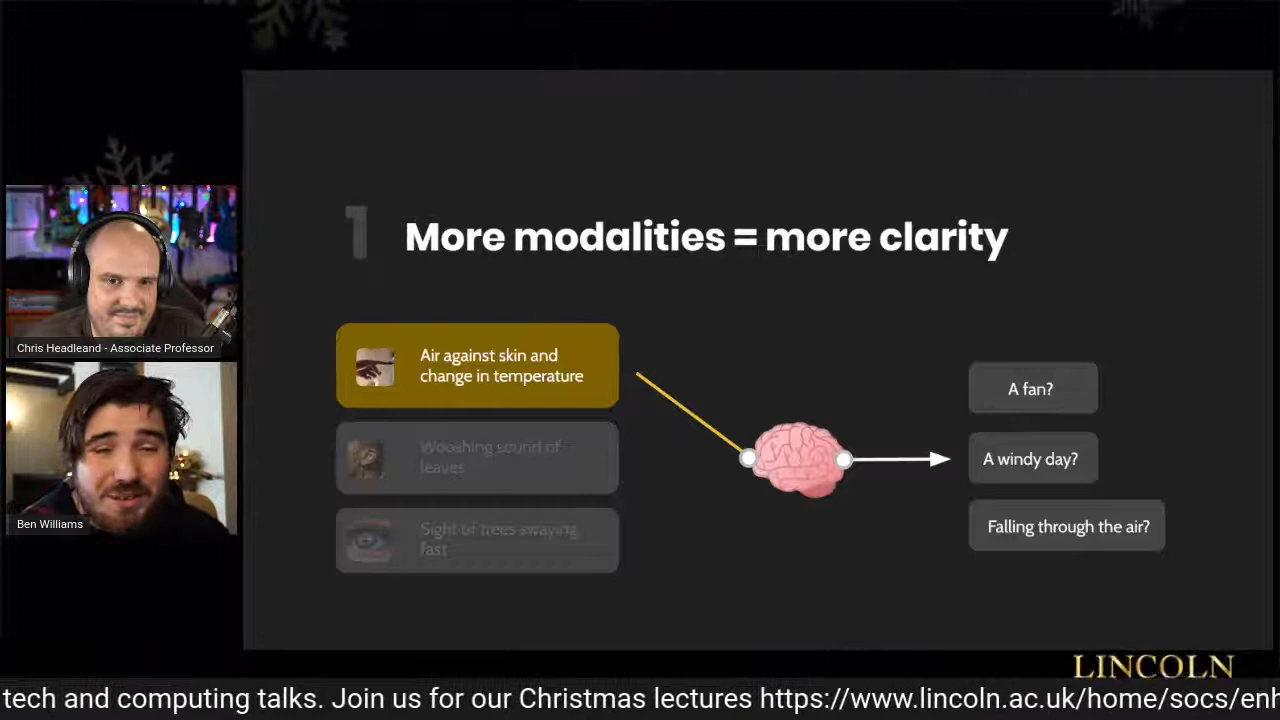 1 More modalities = more clarity
Air against skin and
change in temperature
Wooshing sound of
leaves
Sight of trees swaying
fast
A fan?
A windy day?
Falling through the air?
Chris Headleand - Associate Professor
Ben Williams
LINCOLN
tech and computing talks. Join us for our Christmas lectures https://www.lincoln.ac.uk/home/socs/enh